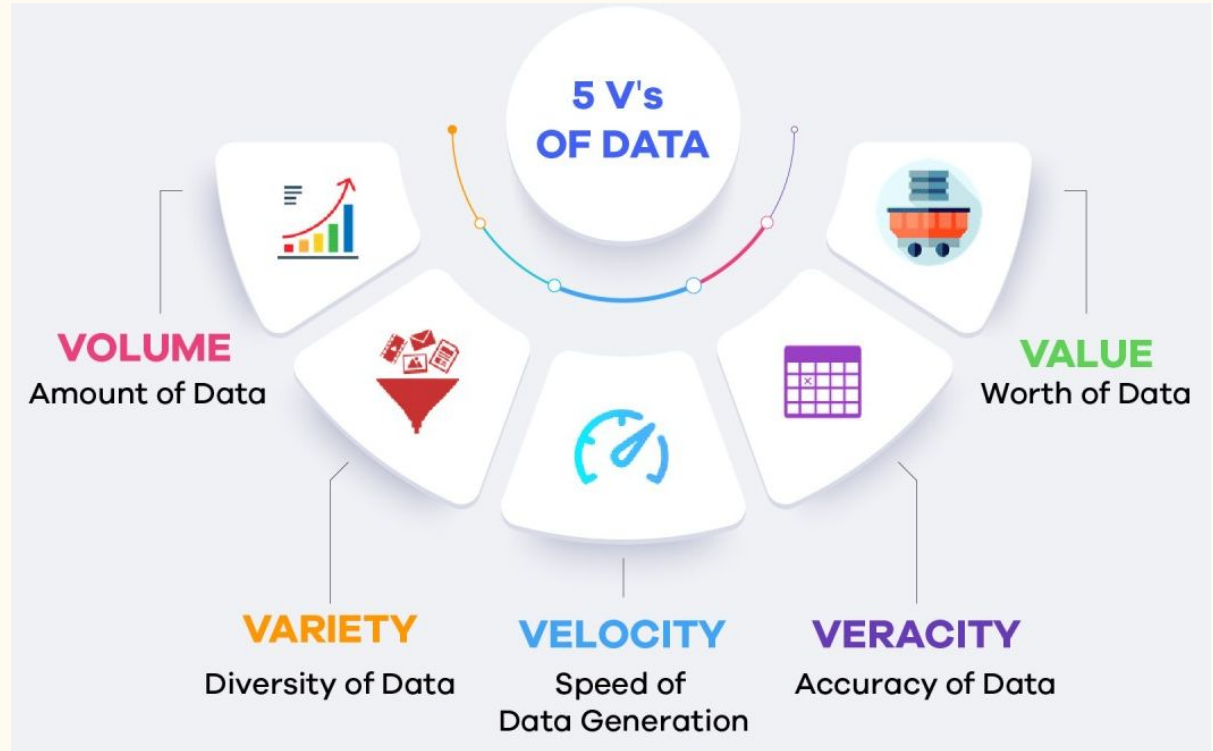 5 V's
OF DATA
VOLUME
Amount of Data
VARIETY
Diversity of Data
VELOCITY
Speed of
Data Generation
VERACITY
Accuracy of Data
VALUE
Worth of Data